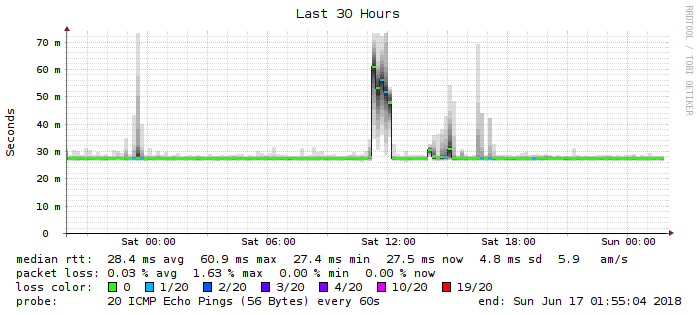 Last 30 Hours
RRDTOOL / TOBI OETIKER
Seconds
70 m
60 m
50 m
40 m
30 m
20 m
10 m
0
Sat 00:00 Sat 06:00 Sat 12:00 Sat 18:00 Sun 00:00
median rtt: 28.4 ms avg 60.9 ms max 27.4 ms min 27.5 ms now 4.8 ms sd 5.9 am/s
packet loss: 0.03 % avg 1.63 % max 0.00 % min 0.00 % now
loss color: 0 1/20 2/20 3/20 4/20 10/20 19/20
probe: 20 ICMP Echo Pings (56 Bytes) every 60s end: Sun Jun 17 01:55:04 2018